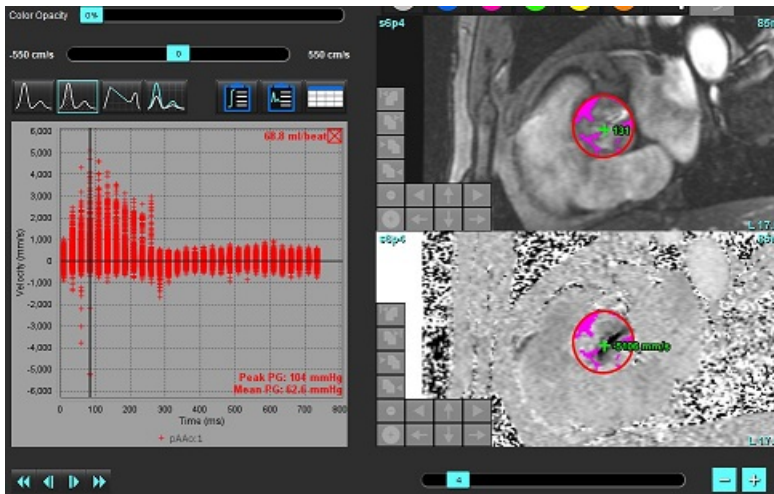 Color Opacity 0%
-550 cm/s 0 550 cm/s
68.8 ml/beat
6,000
5,000
4,000
3,000
2,000
1,000
0
-1,000
-2,000
-3,000
-4,000
-5,000
-6,000
Velocity (mm/s)
Peak PG: 104 mmHg
Mean PG: 62.6 mmHg
0 100 200 300 400 500 600 700 800
Time (ms)
+ pAAo:1
s6p4
131
L 17.
s6p4
-5106 mm/s
4
- +